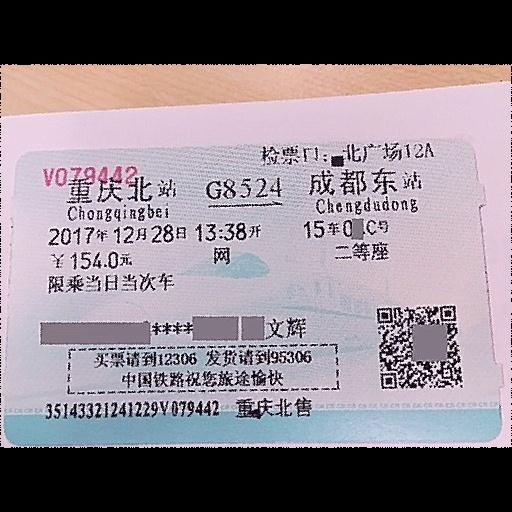 检票口:北广场12A
V079442
重庆北站 G8524 成都东站
Chongqingbei Chengdudong
2017年12月28日13:38开 15车0 C号
¥154.0元 网 二等座
限乘当日当次车
**** 文辉
买票请到12306 发货请到95306
中国铁路祝您旅途愉快
35143321241229V079442 重庆北售